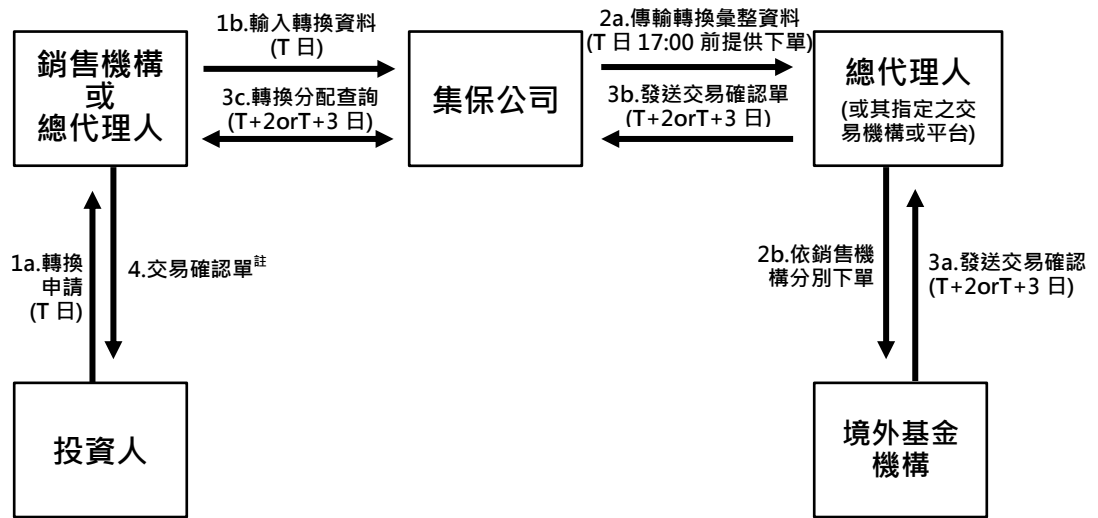 銷售機構
或
總代理人
1b.輸入轉換資料
(T 日)
3c.轉換分配查詢
(T+2orT+3 日)
集保公司
2a.傳輸轉換彙整資料
(T 日 17:00 前提供下單)
3b.發送交易確認單
(T+2orT+3 日)
總代理人
(或其指定之交
易機構或平台)
1a.轉換
申請
(T 日)
4.交易確認單註
2b.依銷售機
構分別下單
3a.發送交易確認
(T+2orT+3 日)
投資人
境外基金
機構